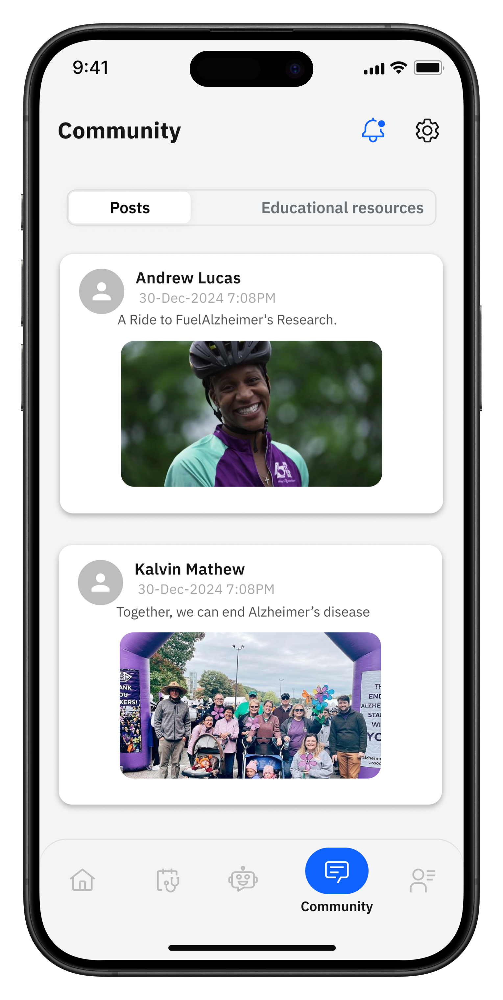 9:41
Community
Posts
Educational resources
Andrew Lucas
30-Dec-2024 7:08PM
A Ride to FuelAlzheimer's Research.
Kalvin Mathew
30-Dec-2024 7:08PM
Together, we can end Alzheimer’s disease
ANK
OU
KERS!
TH
END
ALZHE
STAR
WI
YO
alzheime
assoc
Community